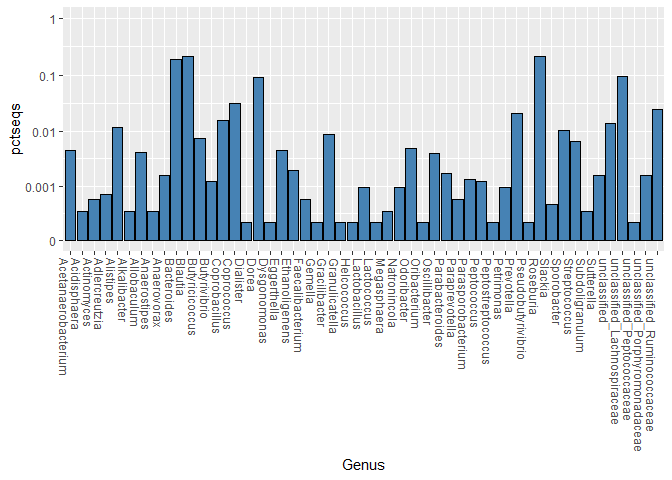 pctseqs
1
0.1
0.01
0.001
0
Acetanaerobacterium
Acidisphaera
Actinomyces
Adlercreutzia
Alistipes
Alkalibacter
Allobaculum
Anaerostipes
Anaerovorax
Bacteroides
Blautia
Butyricicoccus
Butyrivibrio
Coprobacillus
Coprococcus
Dialister
Dorea
Dysgonomonas
Eggerthella
Ethanoligenens
Faecalibacterium
Gemella
Gracilibacter
Granulicatella
Helcococcus
Lactobacillus
Lactococcus
Megasphaera
Natronincola
Odoribacter
Oribacterium
Oscillibacter
Parabacteroides
Paraprevotella
Parasporobacterium
Peptococcus
Peptostreptococcus
Petrimonas
Prevotella
Pseudobutyrivibrio
Roseburia
Slackia
Sporobacter
Streptococcus
Subdoligranulum
Sutterella
unclassified
unclassified_Lachnospiraceae
unclassified_Peptococcaceae
unclassified_Porphyromonadaceae
unclassified_Ruminococcaceae
Genus